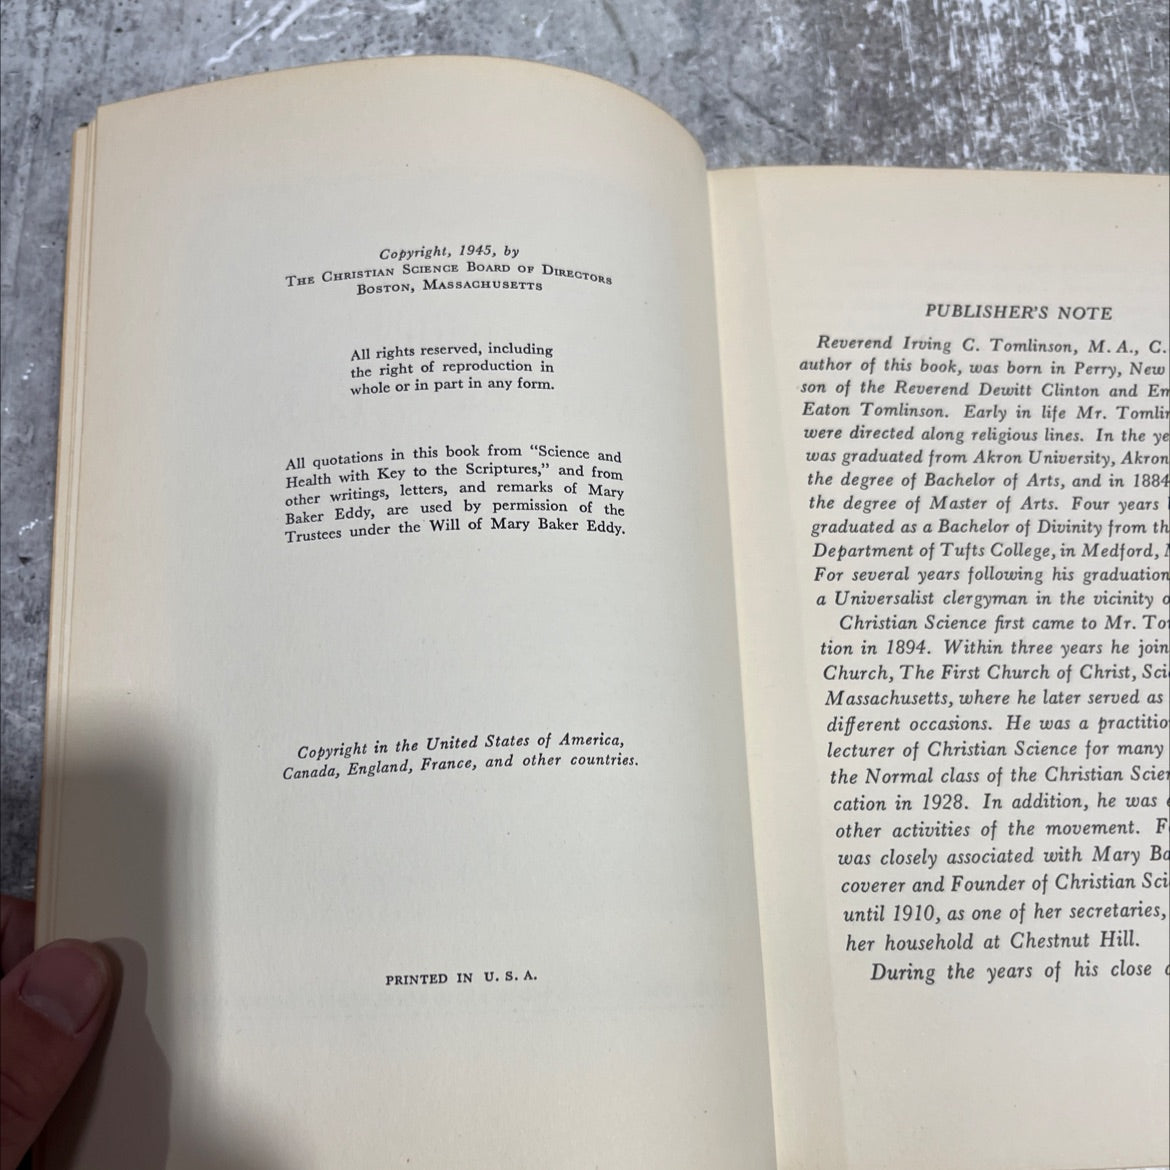 Copyright, 1945, by
The Christian Science Board of Directors
Boston, Massachusetts
All rights reserved, including
the right of reproduction in
whole or in part in any form.
All quotations in this book from "Science and
Health with Key to the Scriptures," and from
other writings, letters, and remarks of Mary
Baker Eddy, are used by permission of the
Trustees under the Will of Mary Baker Eddy.
Copyright in the United States of America,
Canada, England, France, and other countries.
PRINTED IN U. S. A.
PUBLISHER'S NOTE
Reverend Irving C. Tomlinson, M. A., C.
author of this book, was born in Perry, New
son of the Reverend Dewitt Clinton and Em
Eaton Tomlinson. Early in life Mr. Tomlin
were directed along religious lines. In the ye
was graduated from Akron University, Akron
the degree of Bachelor of Arts, and in 1884
the degree of Master of Arts. Four years
graduated as a Bachelor of Divinity from th
Department of Tufts College, in Medford,
For several years following his graduation
a Universalist clergyman in the vicinity o
Christian Science first came to Mr. To
tion in 1894. Within three years he join
Church, The First Church of Christ, Sci
Massachusetts, where he later served as
different occasions. He was a practitio
lecturer of Christian Science for many
the Normal class of the Christian Scien
cation in 1928. In addition, he was
other activities of the movement. F
was closely associated with Mary Ba
coverer and Founder of Christian Sci
until 1910, as one of her secretaries,
her household at Chestnut Hill.
During the years of his close